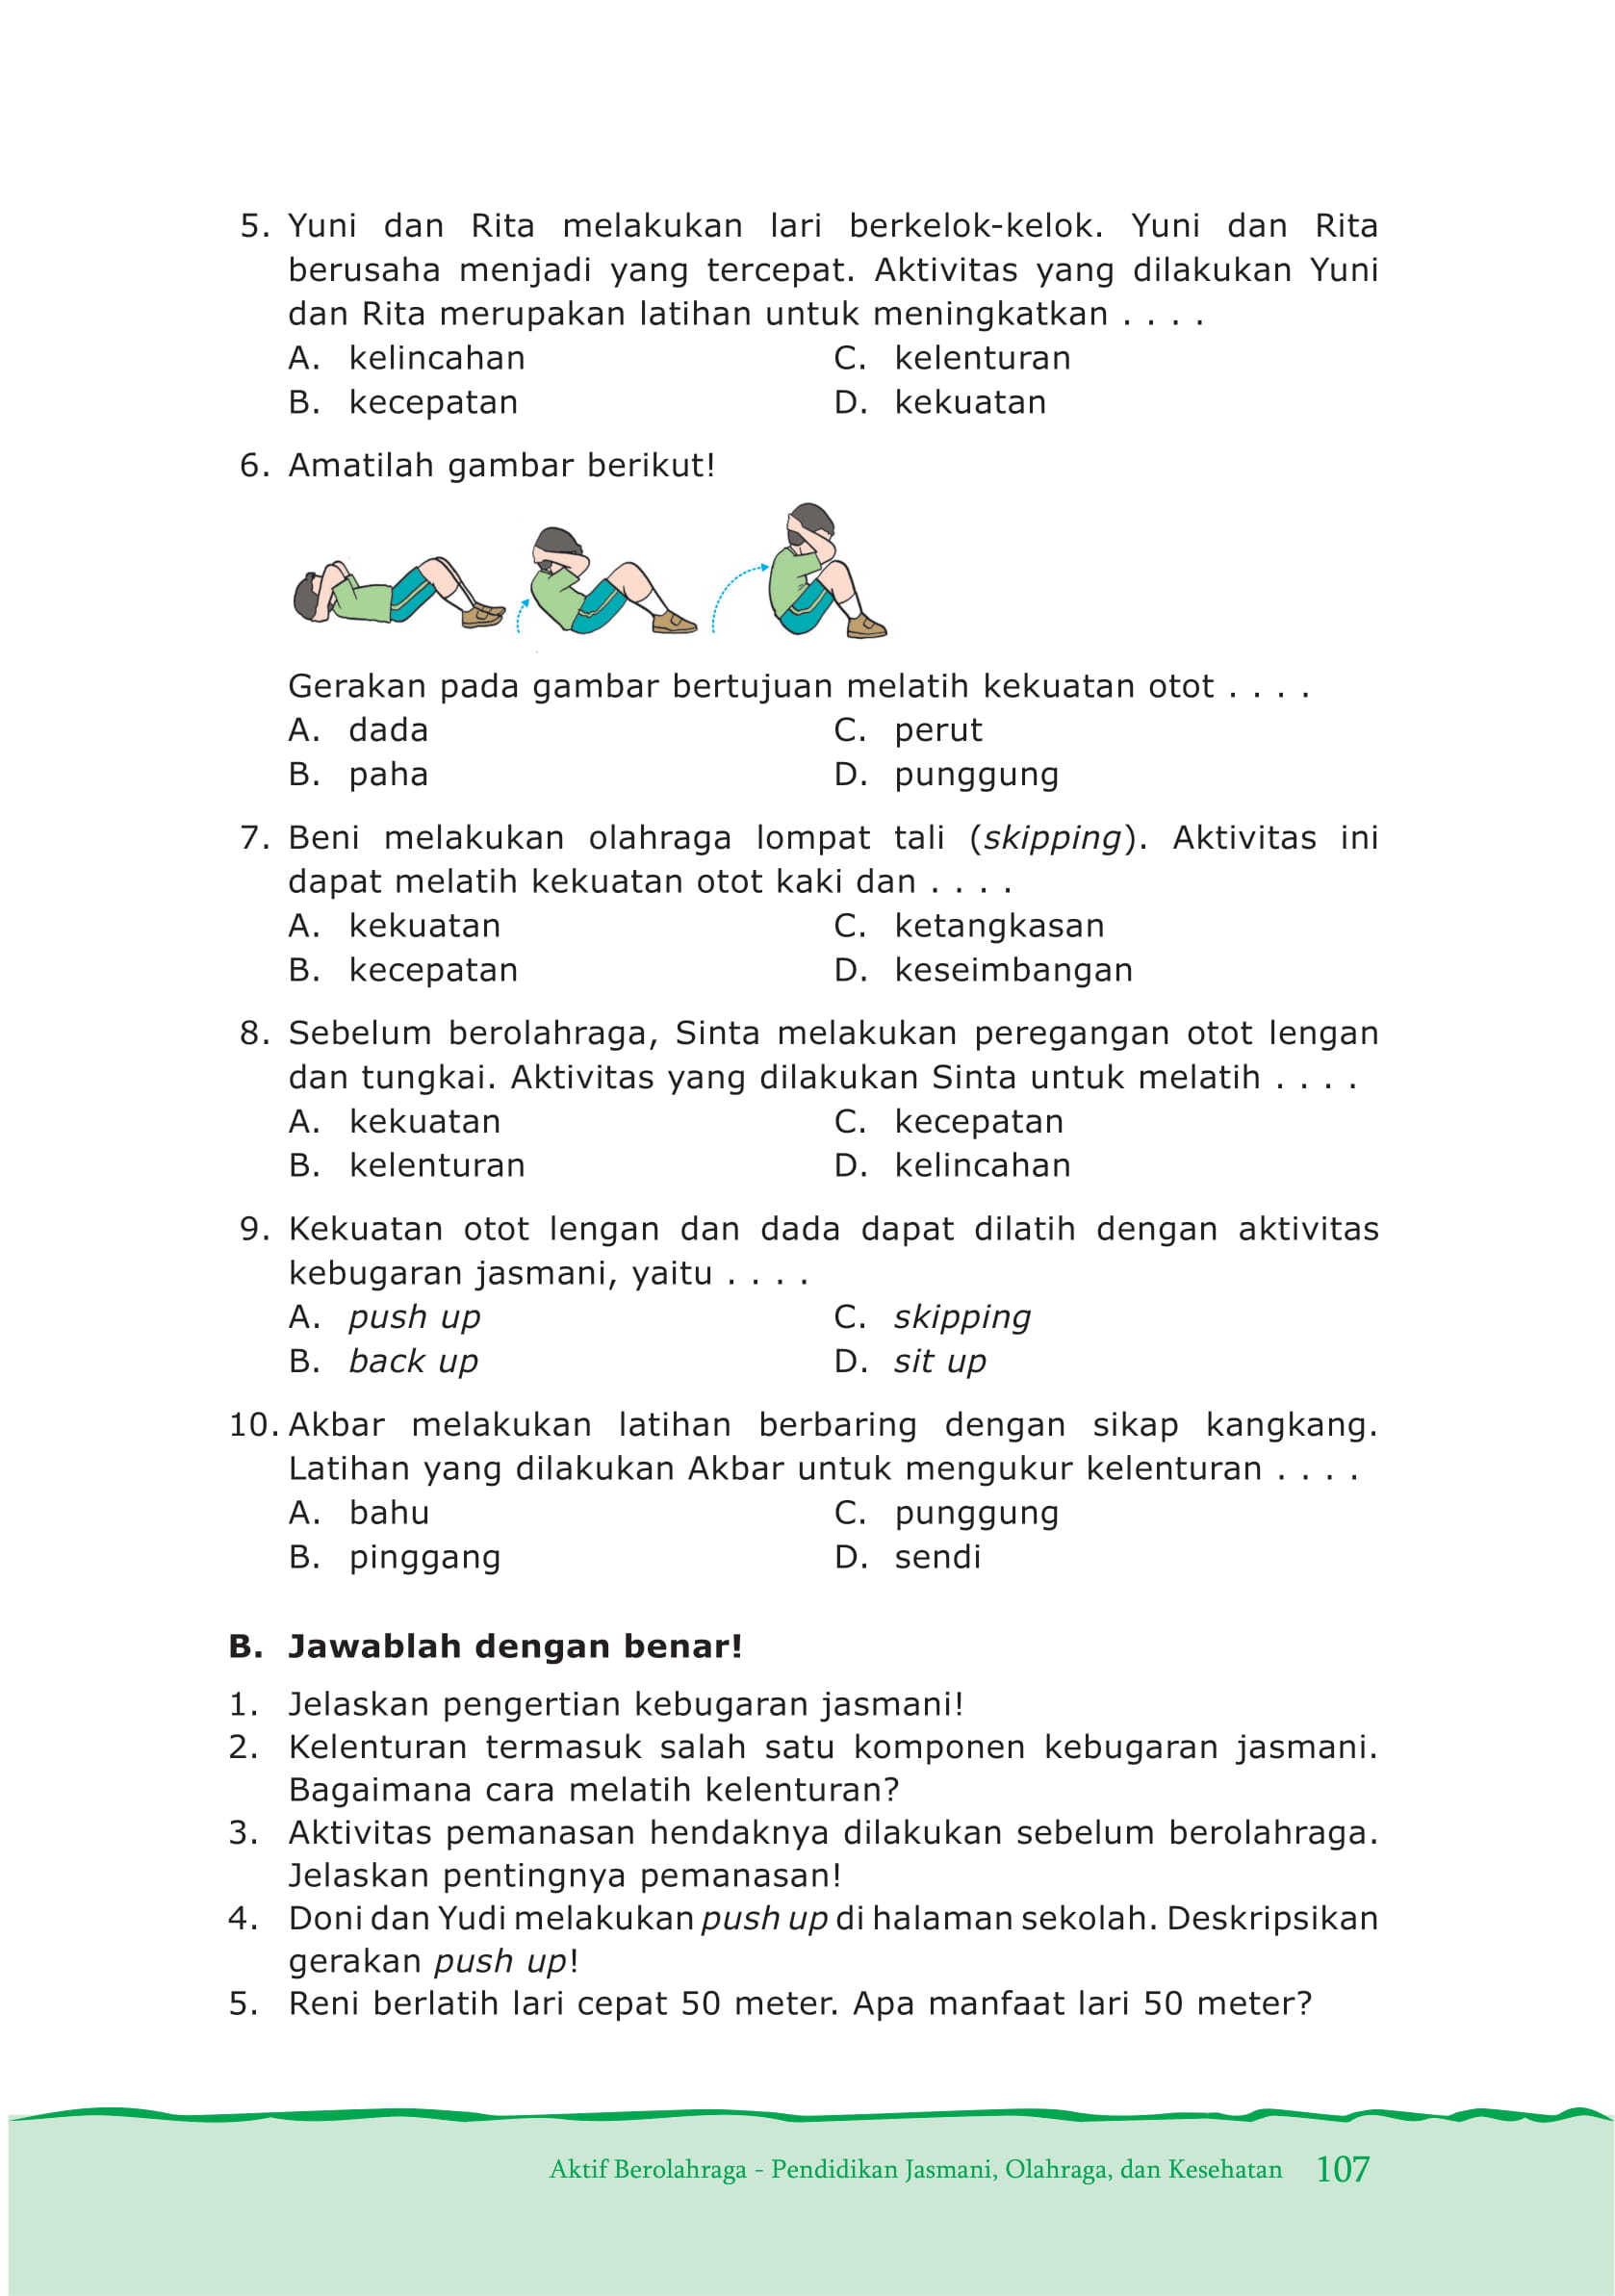 5. Yuni dan Rita melakukan lari berkelok-kelok. Yuni dan Rita
berusaha menjadi yang tercepat. Aktivitas yang dilakukan Yuni
dan Rita merupakan latihan untuk meningkatkan . . . .
A. kelincahan C. kelenturan
B. kecepatan D. kekuatan
6. Amatilah gambar berikut!
Gerakan pada gambar bertujuan melatih kekuatan otot . . . .
A. dada C. perut
B. paha D. punggung
7. Beni melakukan olahraga lompat tali (skipping). Aktivitas ini
dapat melatih kekuatan otot kaki dan . . . .
A. kekuatan C. ketangkasan
B. kecepatan D. keseimbangan
8. Sebelum berolahraga, Sinta melakukan peregangan otot lengan
dan tungkai. Aktivitas yang dilakukan Sinta untuk melatih . . . .
A. kekuatan C. kecepatan
B. kelenturan D. kelincahan
9. Kekuatan otot lengan dan dada dapat dilatih dengan aktivitas
kebugaran jasmani, yaitu . . . .
A. push up C. skipping
B. back up D. sit up
10. Akbar melakukan latihan berbaring dengan sikap kangkang.
Latihan yang dilakukan Akbar untuk mengukur kelenturan . . . .
A. bahu C. punggung
B. pinggang D. sendi
B. Jawablah dengan benar!
1. Jelaskan pengertian kebugaran jasmani!
2. Kelenturan termasuk salah satu komponen kebugaran jasmani.
Bagaimana cara melatih kelenturan?
3. Aktivitas pemanasan hendaknya dilakukan sebelum berolahraga.
Jelaskan pentingnya pemanasan!
4. Doni dan Yudi melakukan push up di halaman sekolah. Deskripsikan
gerakan push up!
5. Reni berlatih lari cepat 50 meter. Apa manfaat lari 50 meter?
Aktif Berolahraga - Pendidikan Jasmani, Olahraga, dan Kesehatan 107